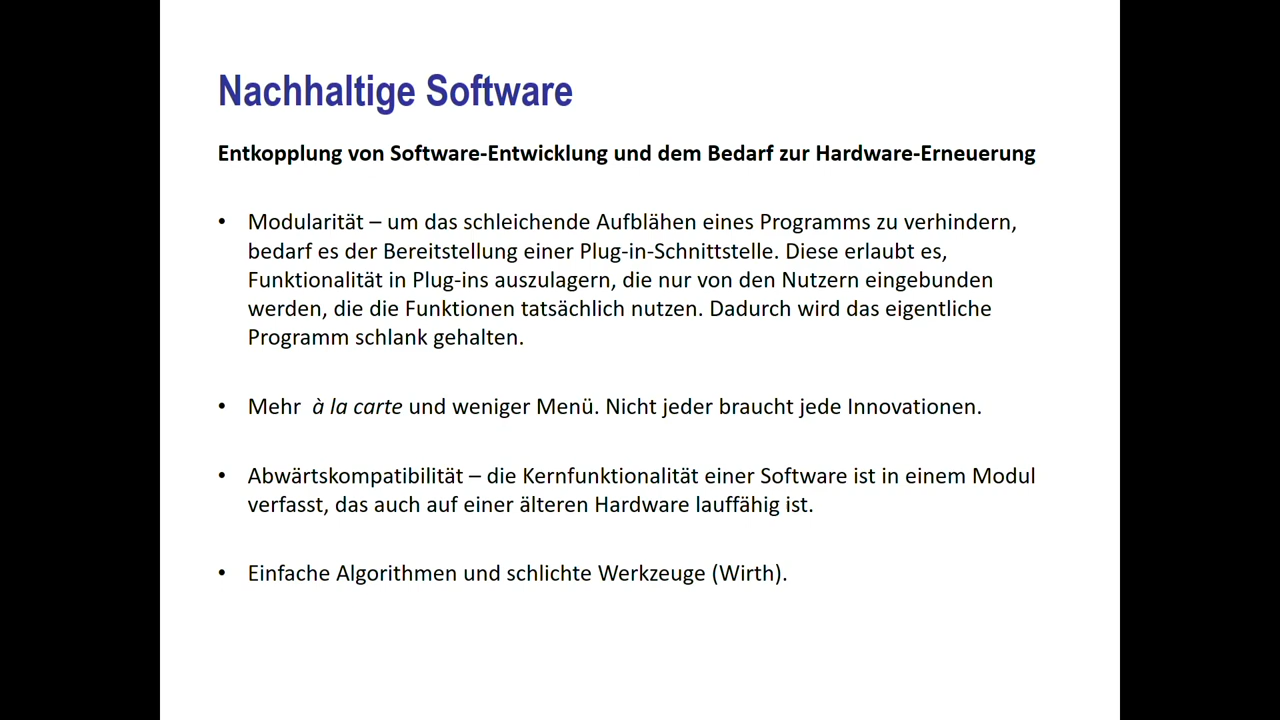 Nachhaltige Software
Entkopplung von Software-Entwicklung und dem Bedarf zur Hardware-Erneuerung
• Modularität – um das schleichende Aufblähen eines Programms zu verhindern,
bedarf es der Bereitstellung einer Plug-in-Schnittstelle. Diese erlaubt es,
Funktionalität in Plug-ins auszulagern, die nur von den Nutzern eingebunden
werden, die die Funktionen tatsächlich nutzen. Dadurch wird das eigentliche
Programm schlank gehalten.
• Mehr à la carte und weniger Menü. Nicht jeder braucht jede Innovationen.
• Abwärtskompatibilität – die Kernfunktionalität einer Software ist in einem Modul
verfasst, das auch auf einer älteren Hardware lauffähig ist.
• Einfache Algorithmen und schlichte Werkzeuge (Wirth).